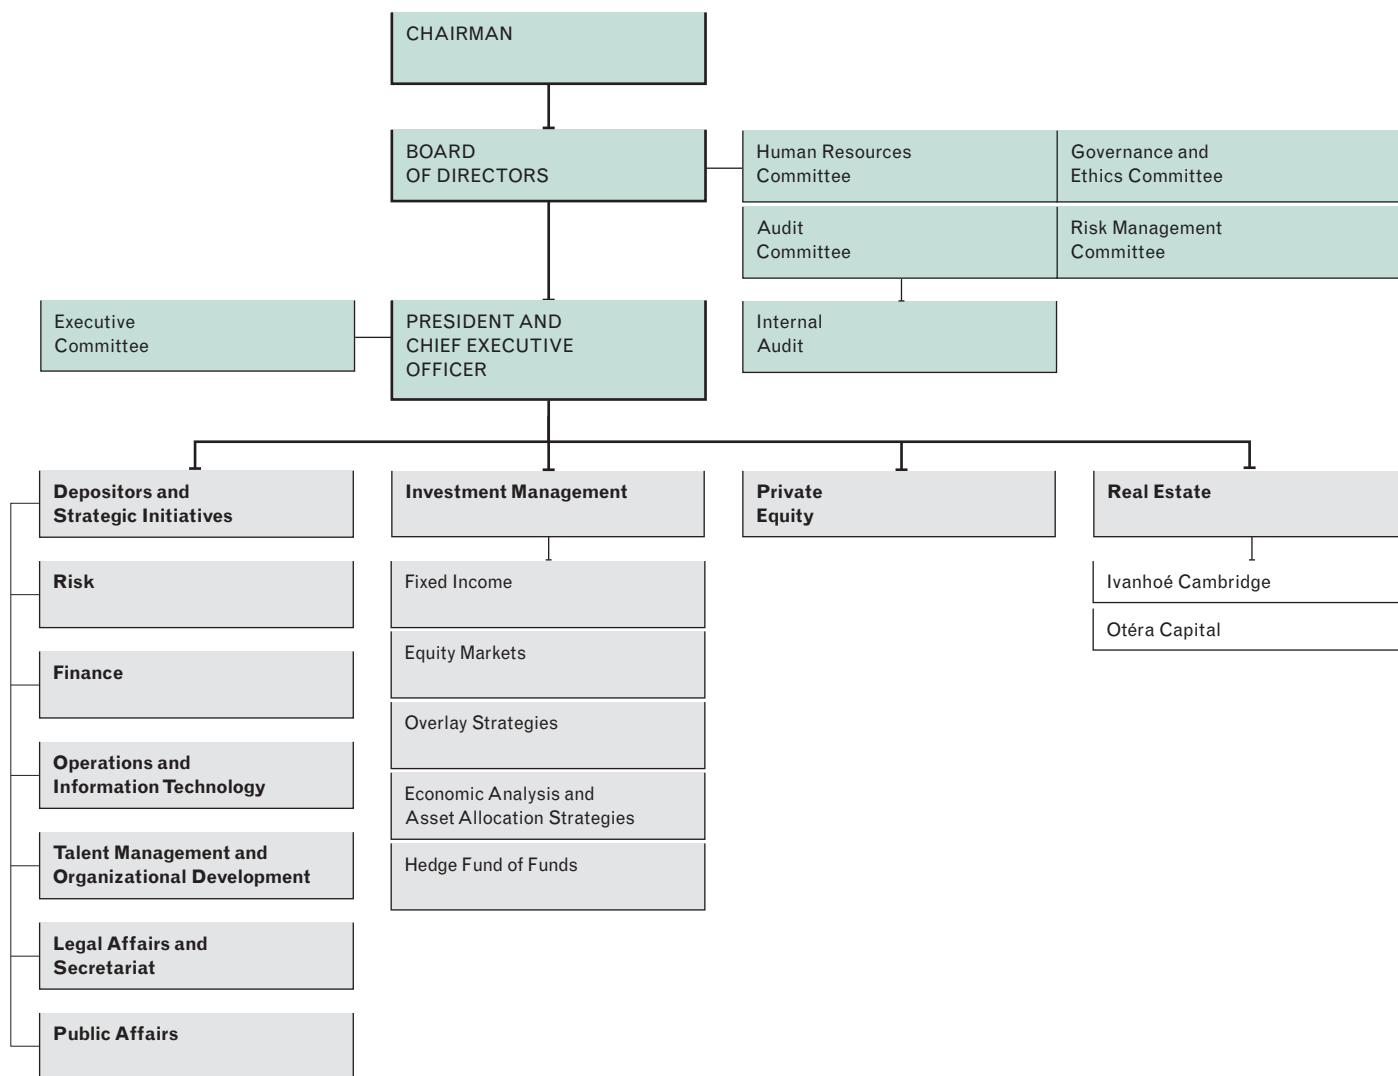 CHAIRMAN
BOARD
OF DIRECTORS
Human Resources
Committee
Governance and
Ethics Committee
Audit
Committee
Risk Management
Committee
Executive
Committee
PRESIDENT AND
CHIEF EXECUTIVE
OFFICER
Internal
Audit
Depositors and
Strategic Initiatives
Risk
Finance
Operations and
Information Technology
Talent Management and
Organizational Development
Legal Affairs and
Secretariat
Public Affairs
Investment Management
Fixed Income
Equity Markets
Overlay Strategies
Economic Analysis and
Asset Allocation Strategies
Hedge Fund of Funds
Private
Equity
Real Estate
Ivanhoé Cambridge
Otéra Capital